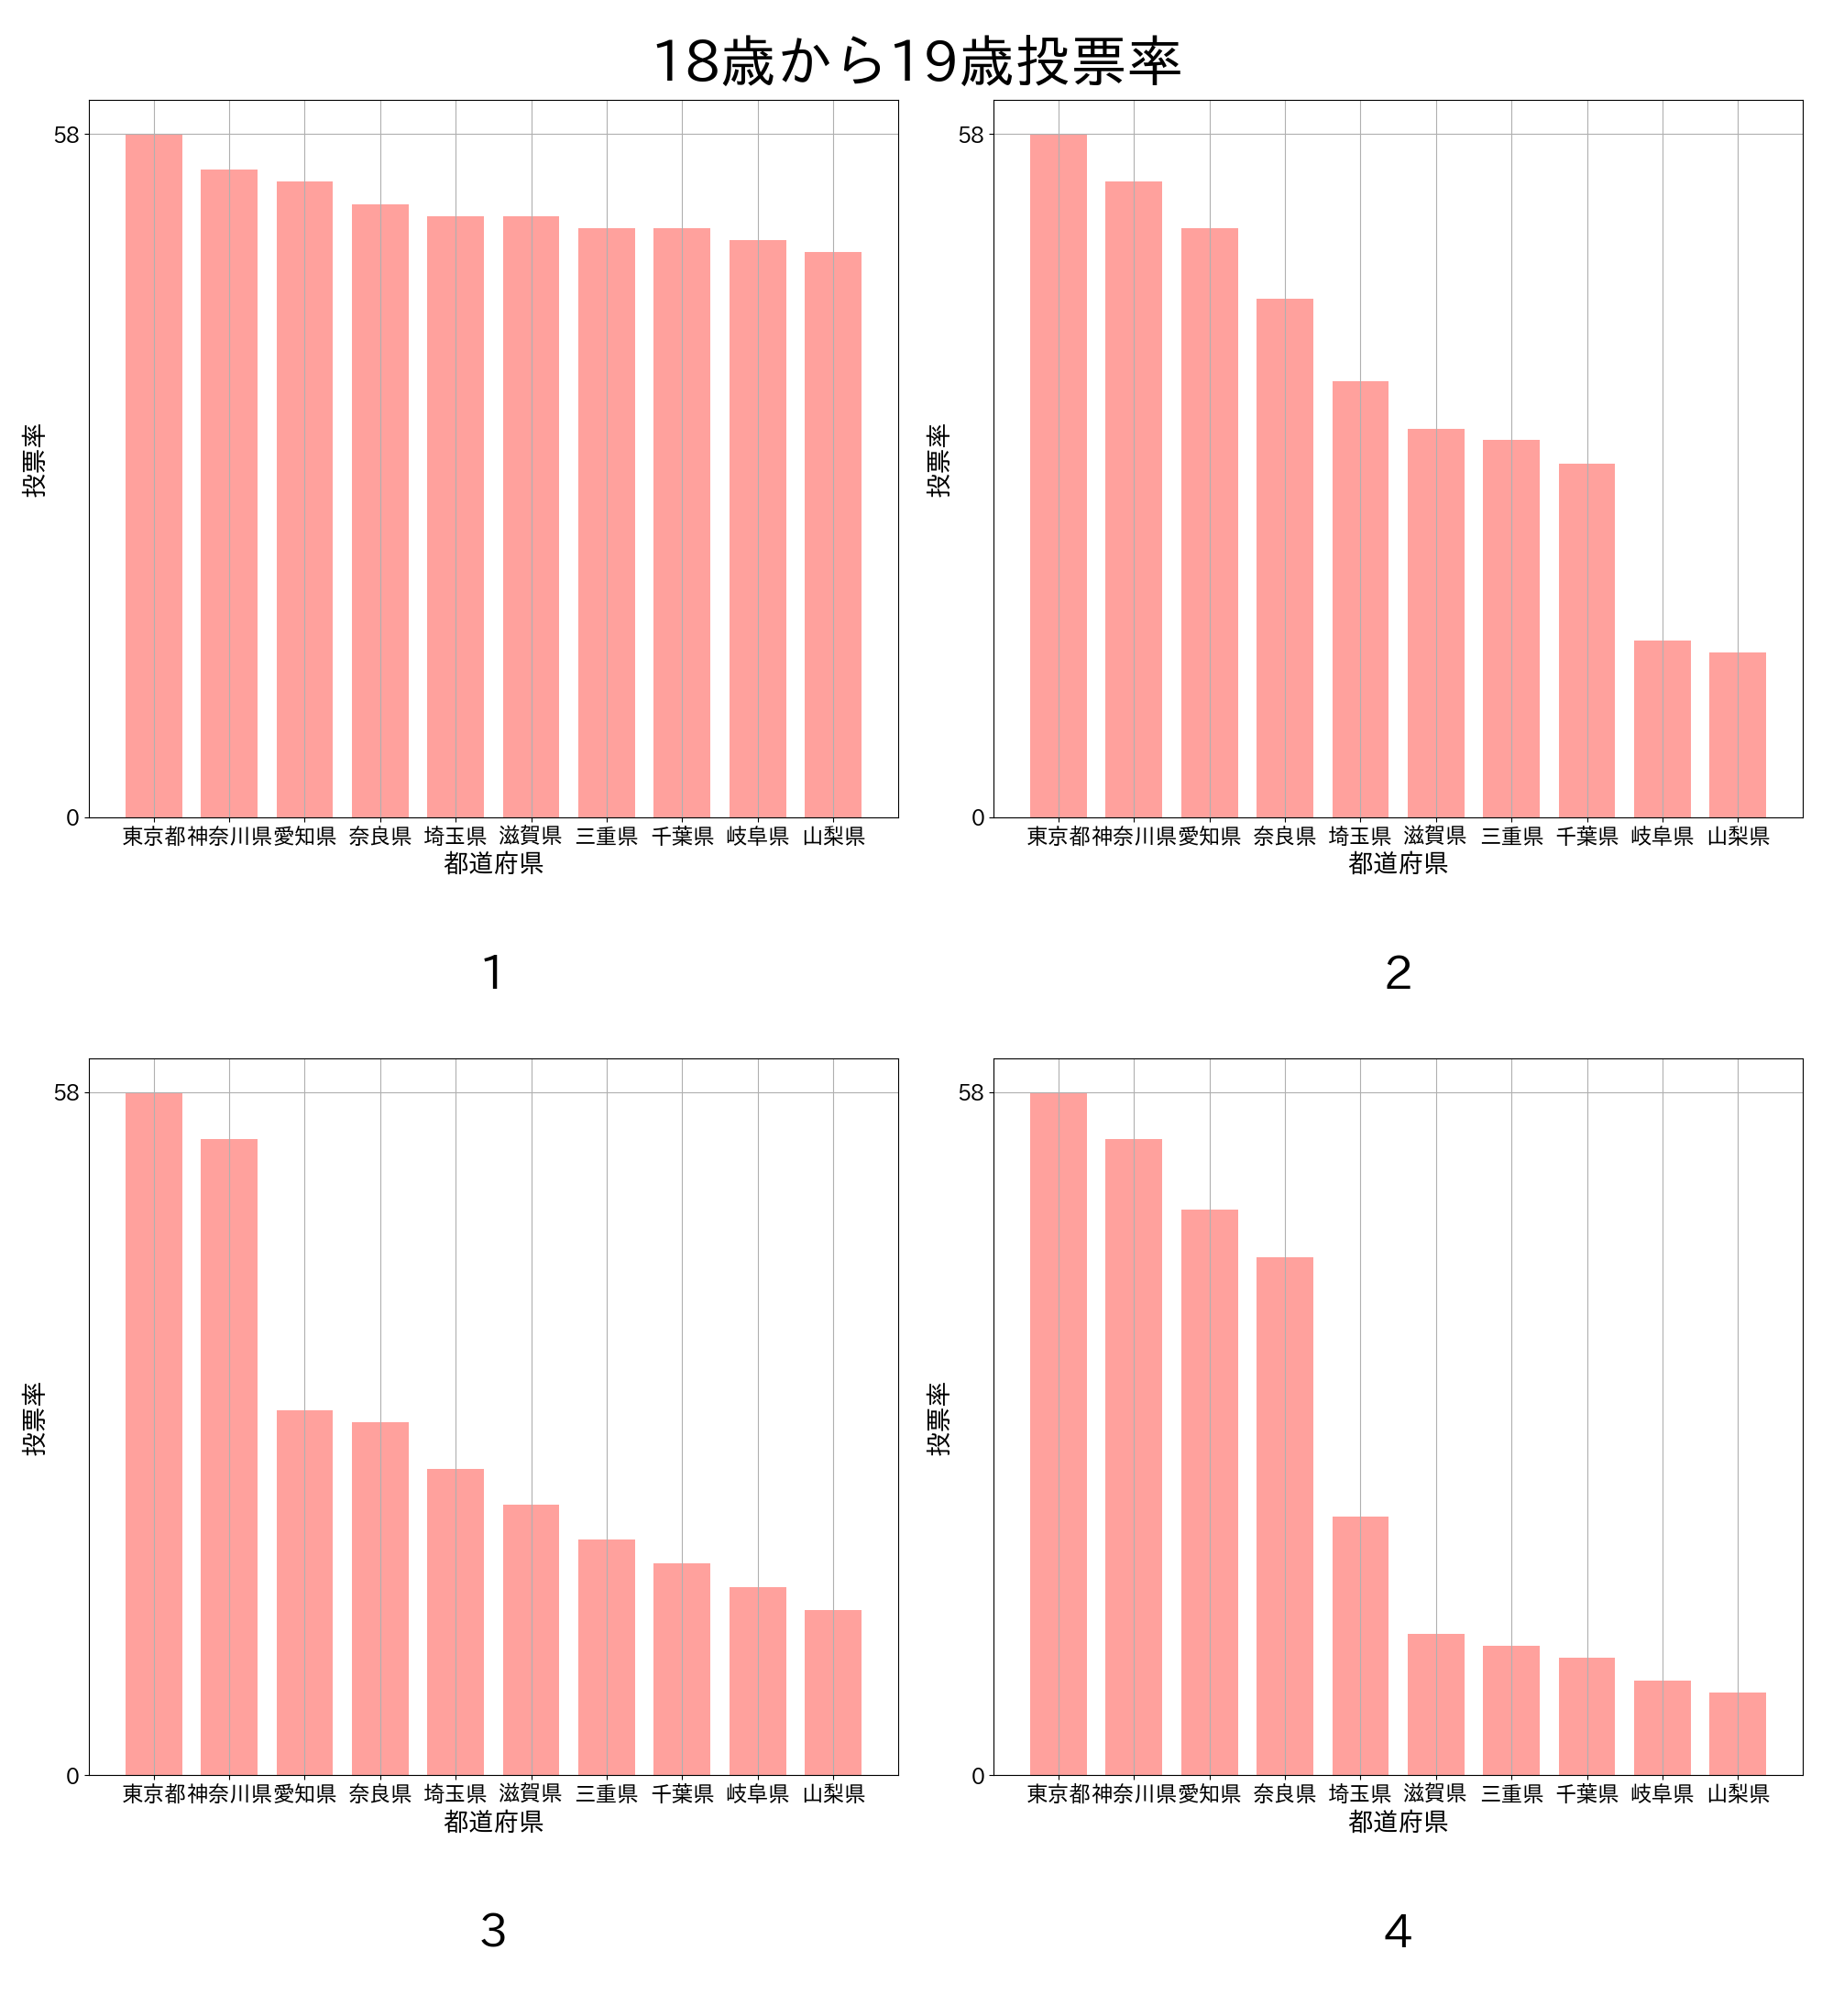 18歳から19歳投票率
58
0
投票率
東京都 神奈川県 愛知県 奈良県 埼玉県 滋賀県 三重県 千葉県 岐阜県 山梨県
都道府県
1
58
0
投票率
東京都 神奈川県 愛知県 奈良県 埼玉県 滋賀県 三重県 千葉県 岐阜県 山梨県
都道府県
2
58
0
投票率
東京都 神奈川県 愛知県 奈良県 埼玉県 滋賀県 三重県 千葉県 岐阜県 山梨県
都道府県
3
58
0
投票率
東京都 神奈川県 愛知県 奈良県 埼玉県 滋賀県 三重県 千葉県 岐阜県 山梨県
都道府県
4